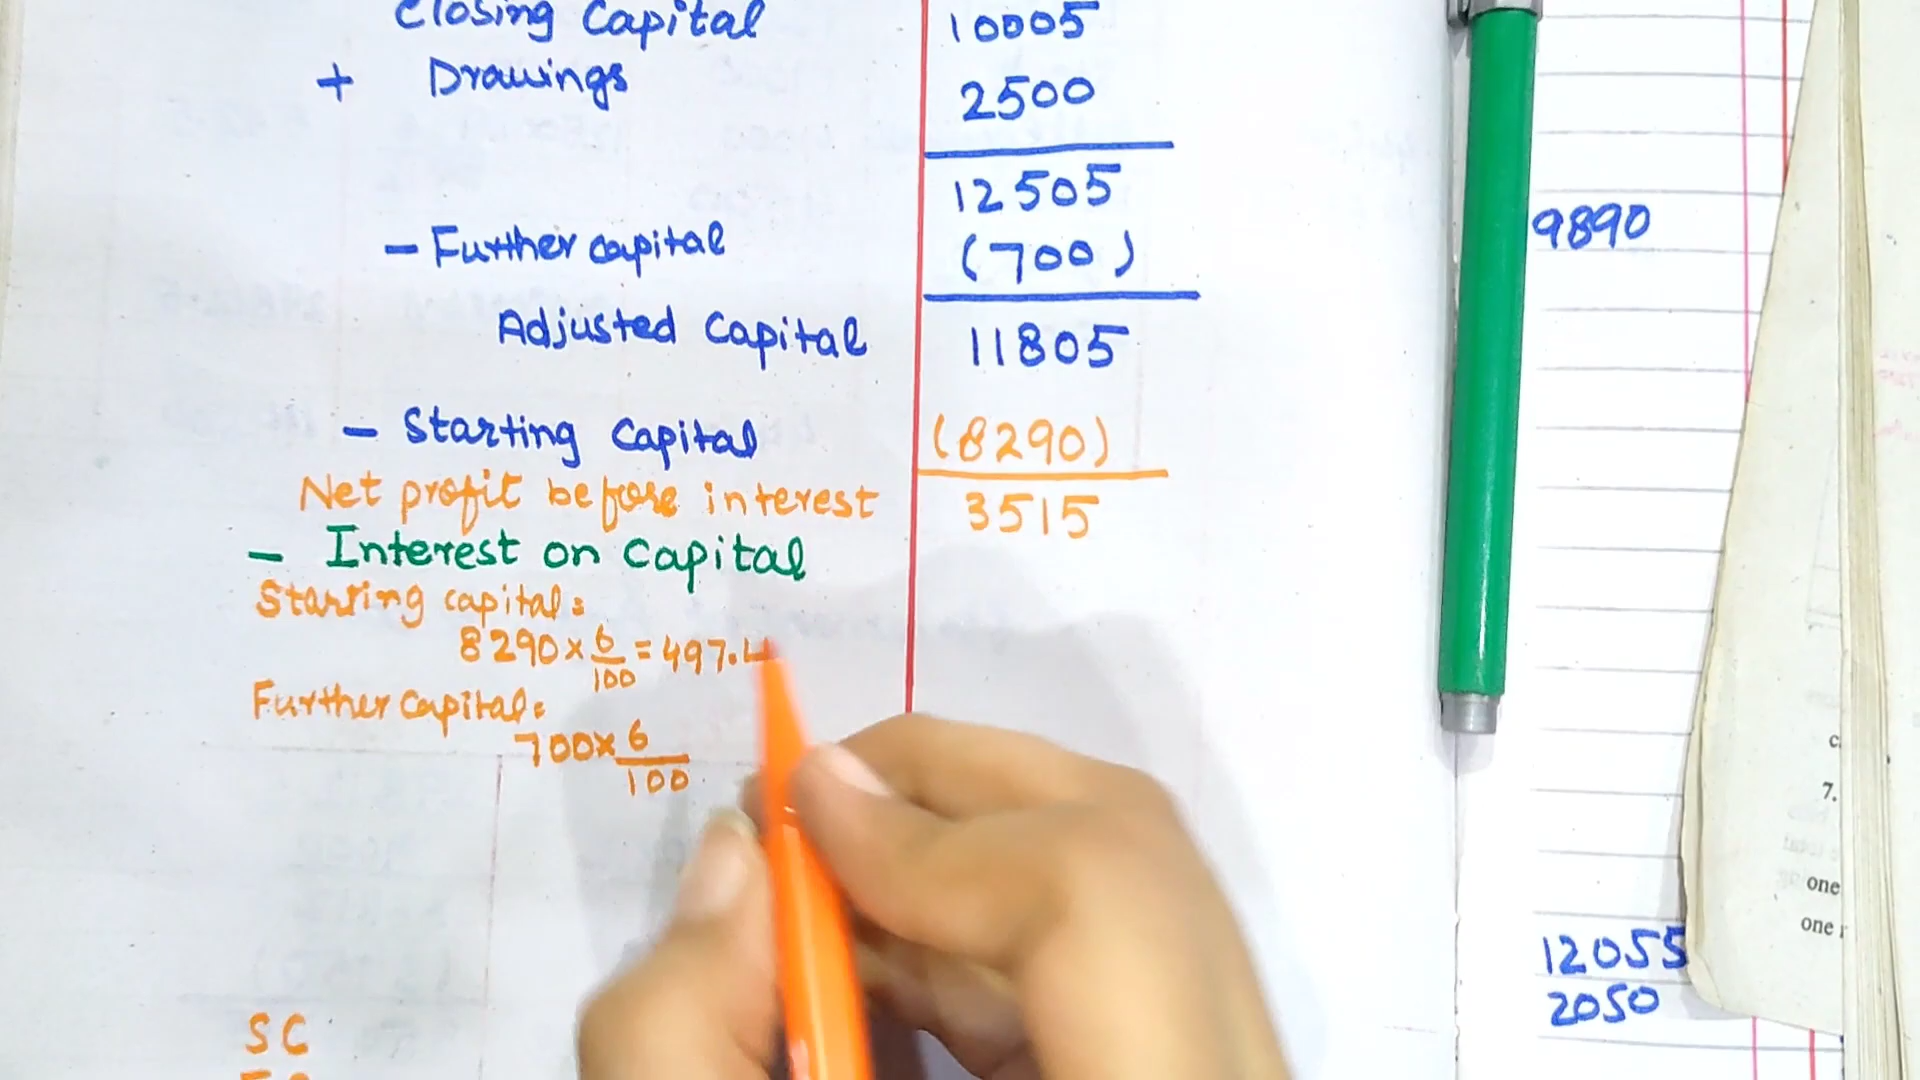 Closing Capital 10005
+ Drawings 2500
12505
- Further capital (700)
9890
Adjusted Capital 11805
- Starting Capital (8290)
Net profit before interest 3515
- Interest on Capital
Starting capital:
8290 × 6/100 = 497.4
Further Capital:
700 × 6/100
7.
one
one
12055
2050
SC